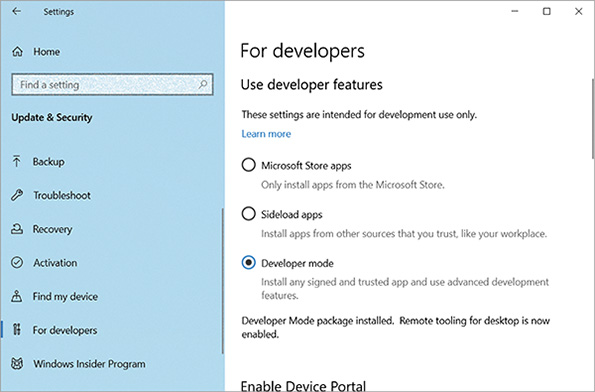 Settings
Home
Find a setting
Update & Security
Backup
Troubleshoot
Recovery
Activation
Find my device
For developers
Windows Insider Program
For developers
Use developer features
These settings are intended for development use only.
Learn more
Microsoft Store apps
Only install apps from the Microsoft Store.
Sideload apps
Install apps from other sources that you trust, like your workplace.
Developer mode
Install any signed and trusted app and use advanced development
features.
Developer Mode package installed.  Remote tooling for desktop is now
enabled.
Enable Device Portal